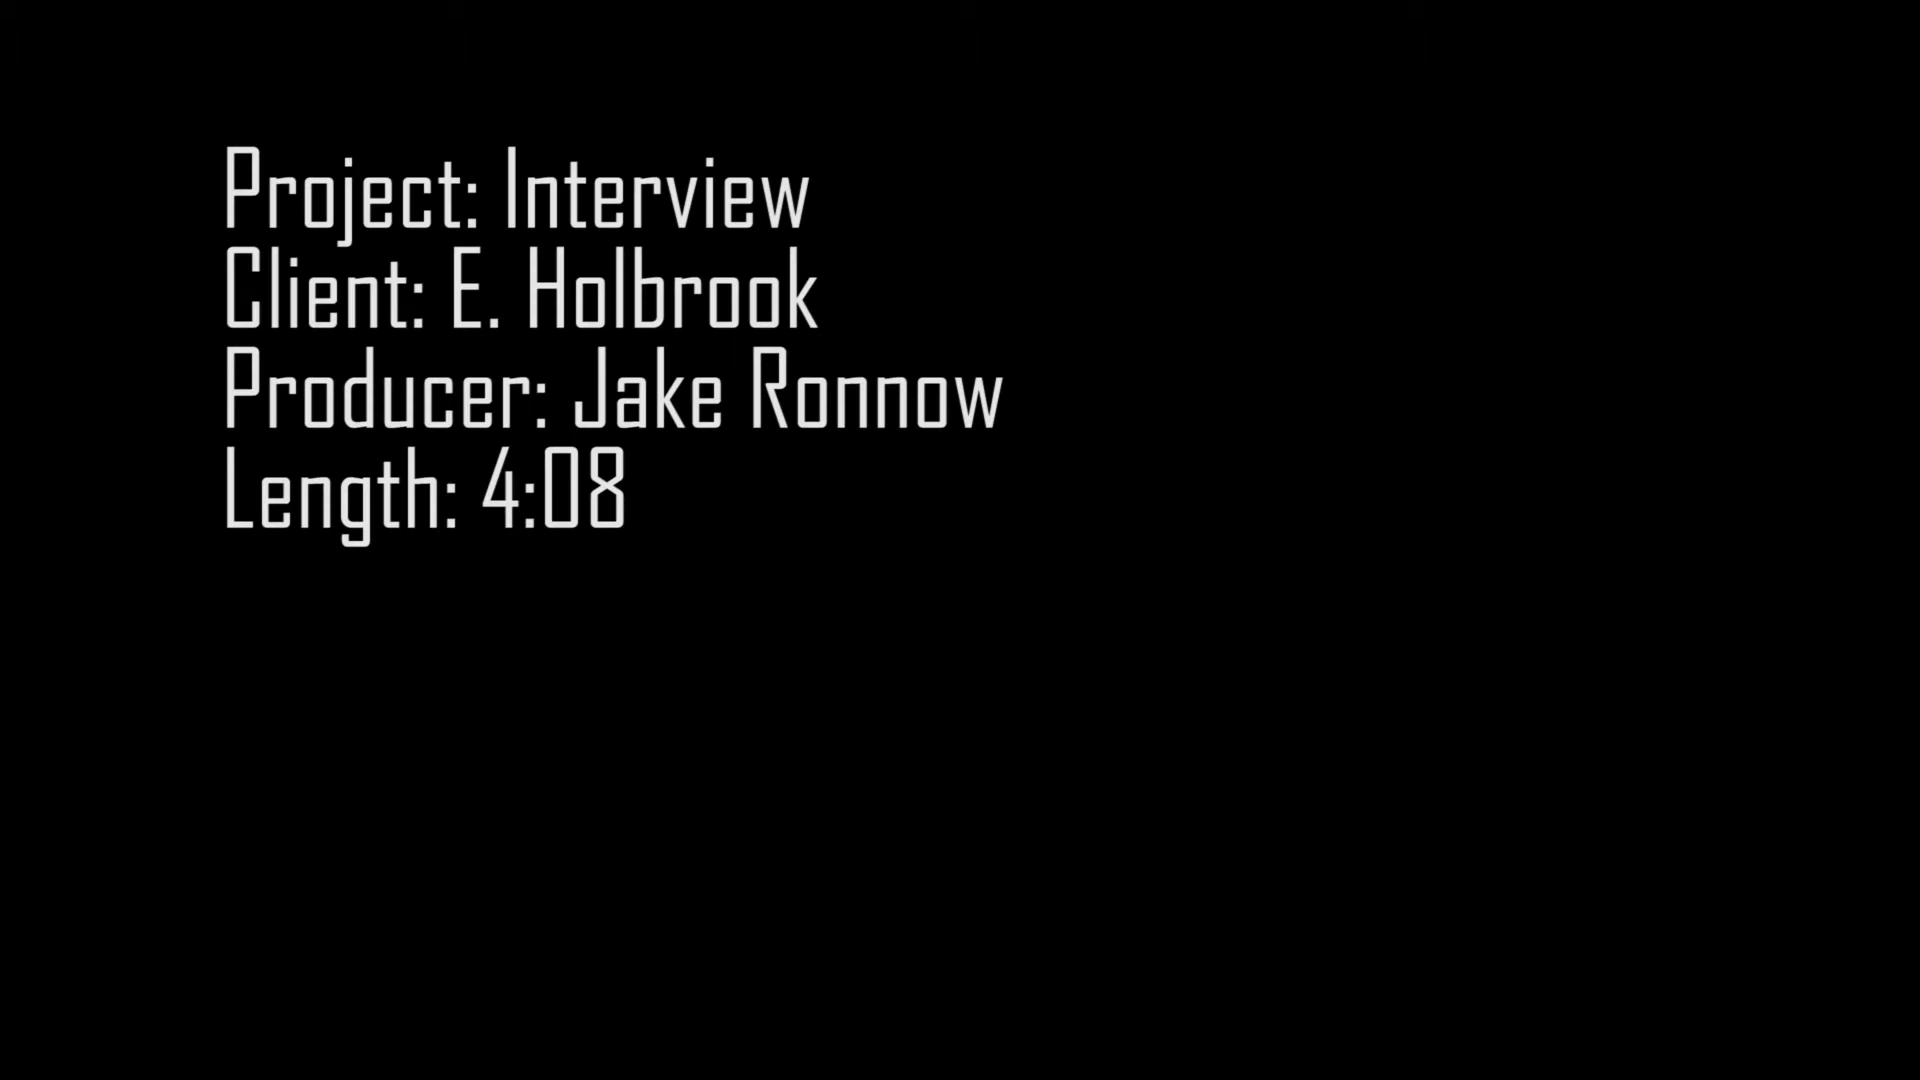 Project: Interview
Client: E. Holbrook
Producer: Jake Ronnow
Length: 4:08